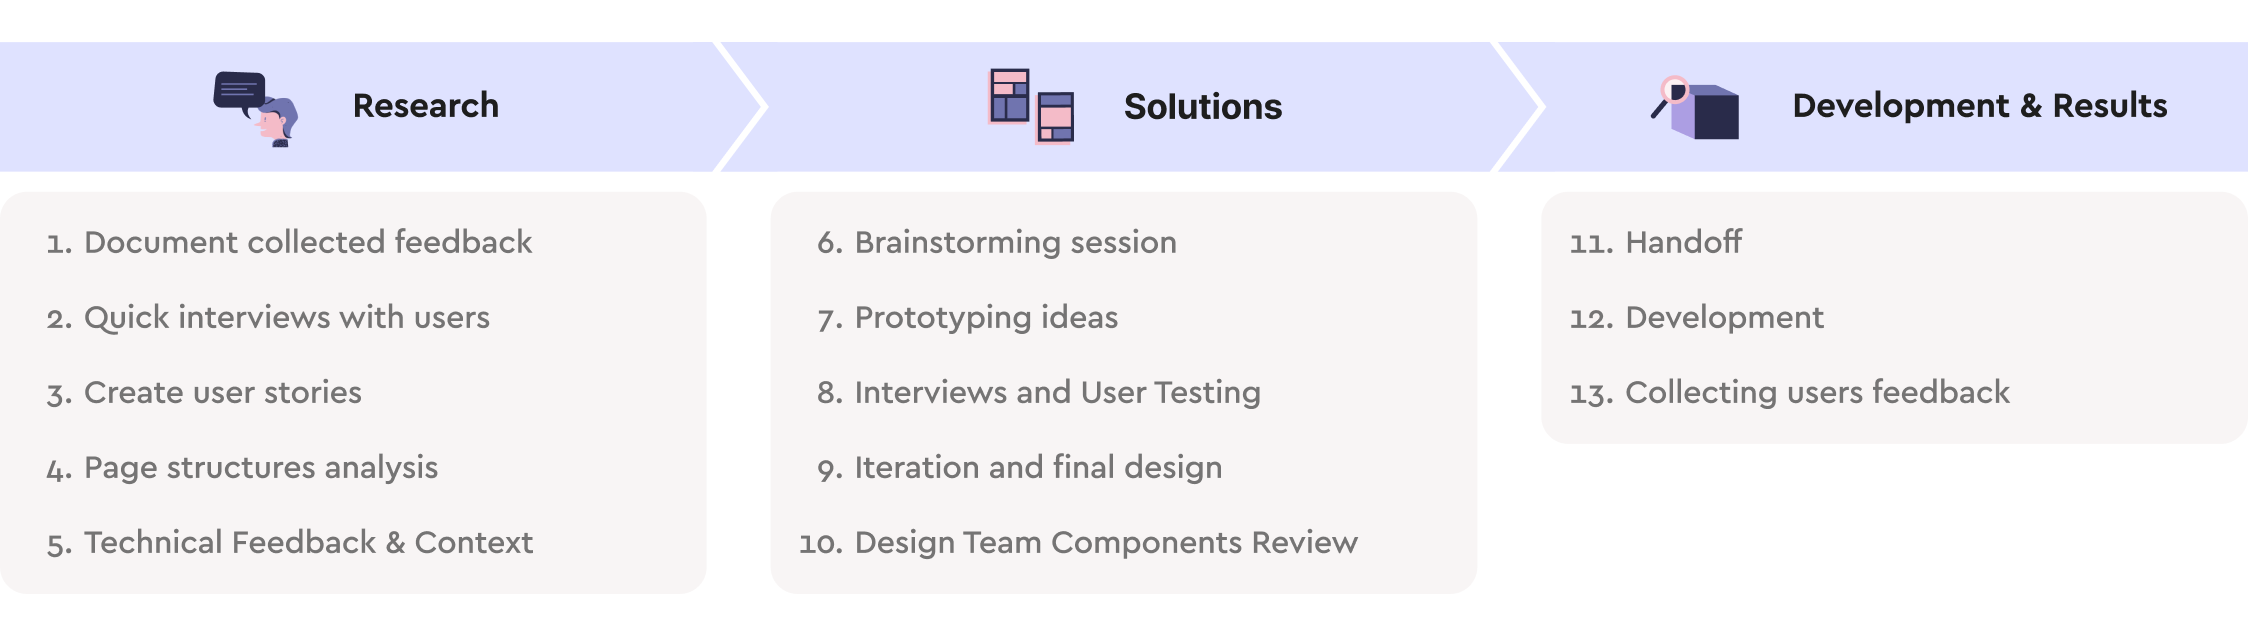 Research
Solutions
Development & Results
1. Document collected feedback
2. Quick interviews with users
3. Create user stories
4. Page structures analysis
5. Technical Feedback & Context
6. Brainstorming session
7. Prototyping ideas
8. Interviews and User Testing
9. Iteration and final design
10. Design Team Components Review
11. Handoff
12. Development
13. Collecting users feedback